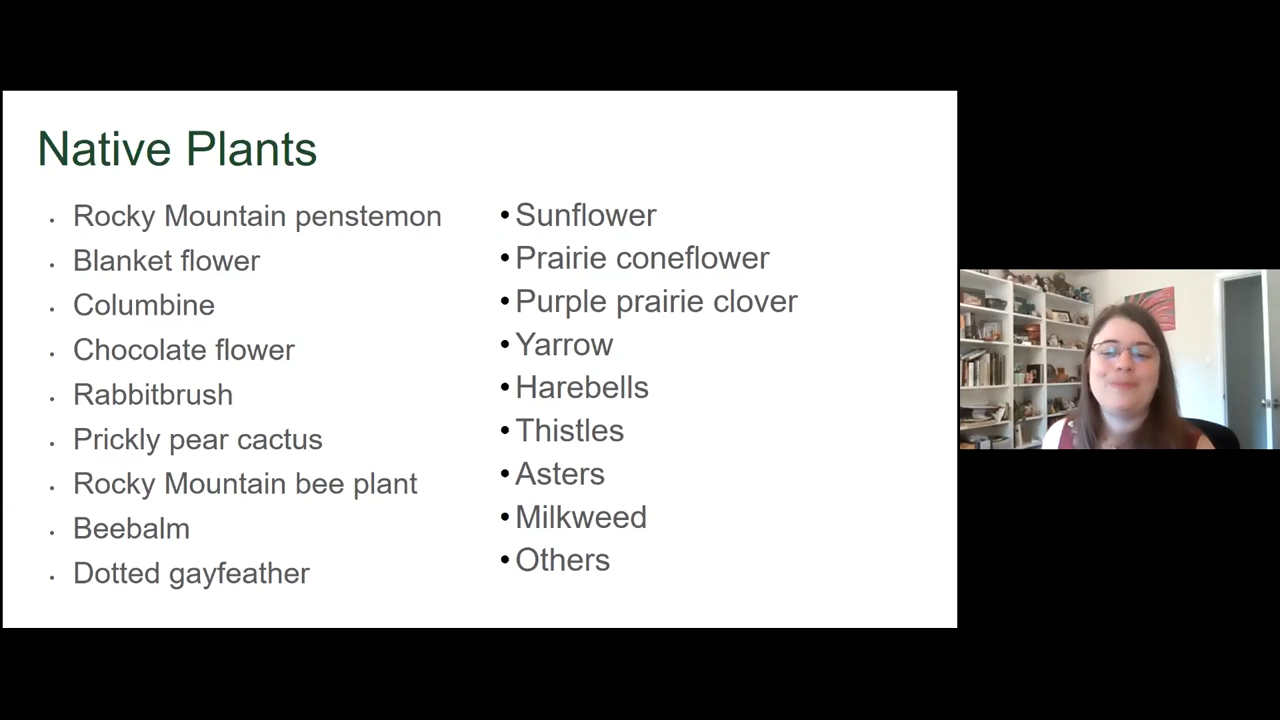 Native Plants
• Rocky Mountain penstemon
• Blanket flower
• Columbine
• Chocolate flower
• Rabbitbrush
• Prickly pear cactus
• Rocky Mountain bee plant
• Beebalm
• Dotted gayfeather
• Sunflower
• Prairie coneflower
• Purple prairie clover
• Yarrow
• Harebells
• Thistles
• Asters
• Milkweed
• Others